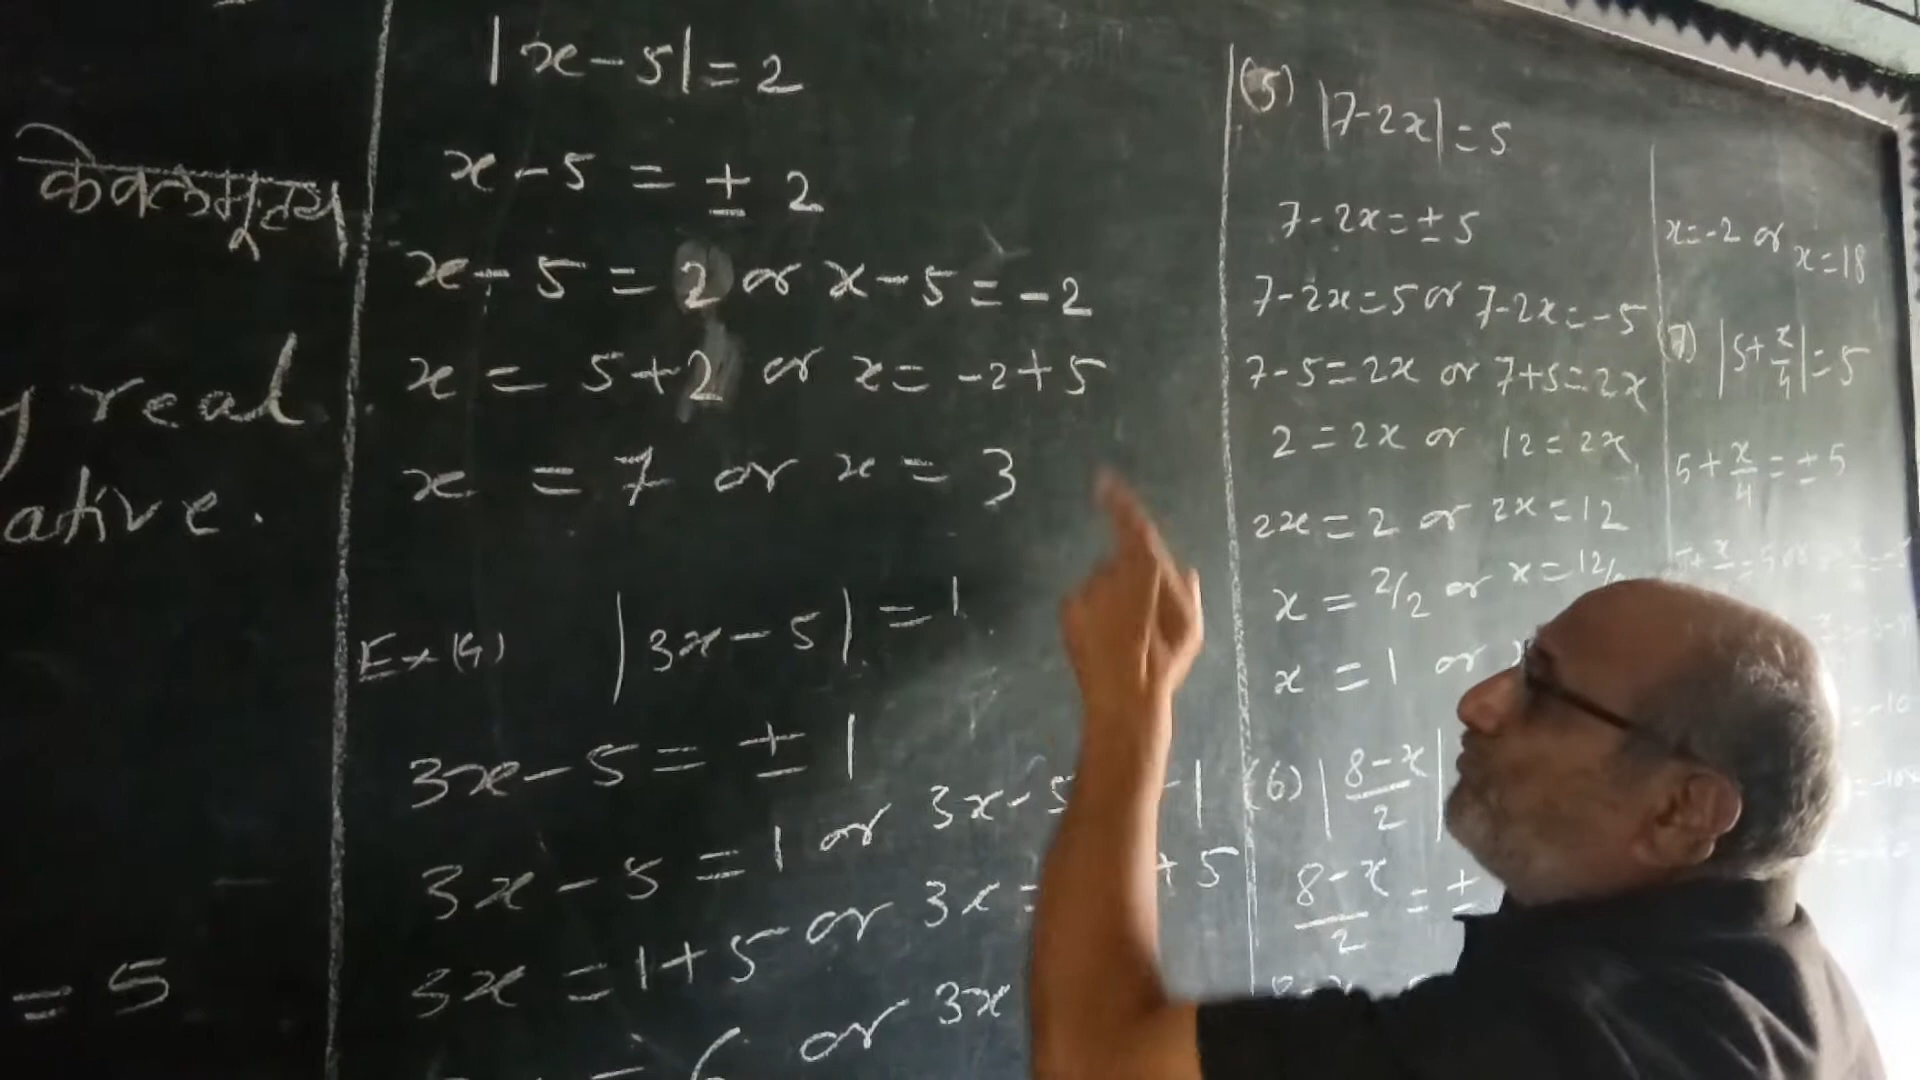 केवलमूल्य
y real
ative.
= 5
|x-5|=2
x-5 = ± 2
x-5 = 2 or x-5 = -2
x = 5+2 or x = -2+5
x = 7 or x = 3
Ex (4) |3x-5| = 1
3x-5 = ± 1
3x-5 = 1 or 3x-5 -1
3x = 1+5 or 3x = +5
= 6 or 3x
(5) |7-2x| = 5
7-2x = ± 5
7-2x = 5 or 7-2x = -5
7-5 = 2x or 7+5 = 2x
2 = 2x or 12 = 2x
2x = 2 or 2x = 12
x = 2/2 or x = 12/
x = 1 or x
(6) |8-x/2|
8-x/2 = ±
x = -2 or x = 18
(7) |5+x/4| = 5
5+x/4 = ± 5